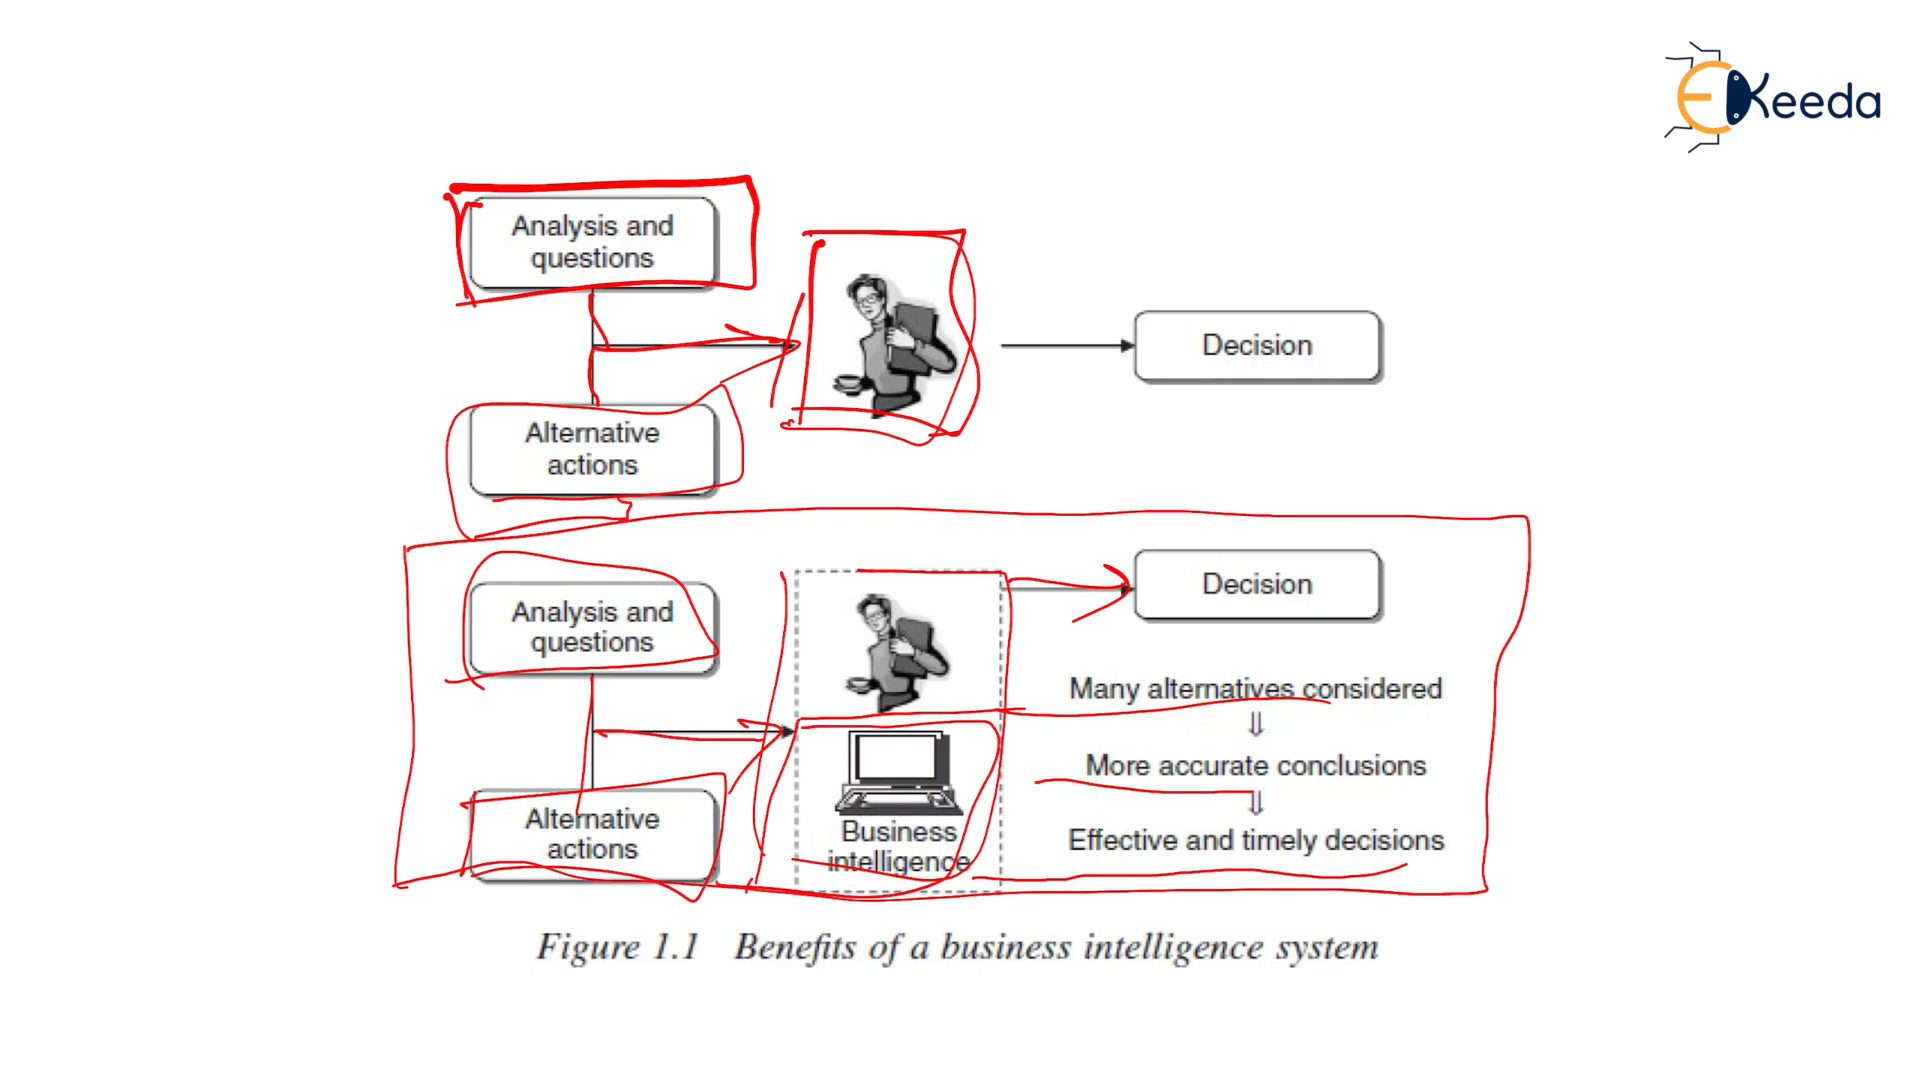 EKeeda
Analysis and
questions
Decision
Alternative
actions
Analysis and
questions
Decision
Many alternatives considered
⇓
More accurate conclusions
⇓
Effective and timely decisions
Alternative
actions
Business
intelligence
Figure 1.1 Benefits of a business intelligence system